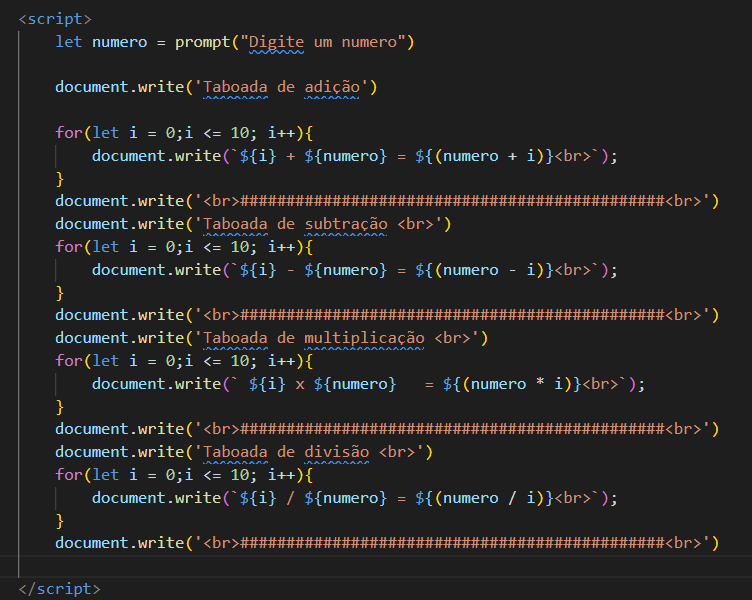 <script>
let numero = prompt("Digite um numero")
document.write('Taboada de adição')
for(let i = 0;i <= 10; i++){
document.write(`${i} + ${numero} = ${(numero + i)}<br>`);
}
document.write('<br>##############################################<br>')
document.write('Taboada de subtração <br>')
for(let i = 0;i <= 10; i++){
document.write(`${i} - ${numero} = ${(numero - i)}<br>`);
}
document.write('<br>##############################################<br>')
document.write('Taboada de multiplicação <br>')
for(let i = 0;i <= 10; i++){
document.write(` ${i} x ${numero}   = ${(numero * i)}<br>`);
}
document.write('<br>##############################################<br>')
document.write('Taboada de divisão <br>')
for(let i = 0;i <= 10; i++){
document.write(`${i} / ${numero} = ${(numero / i)}<br>`);
}
document.write('<br>##############################################<br>')
</script>